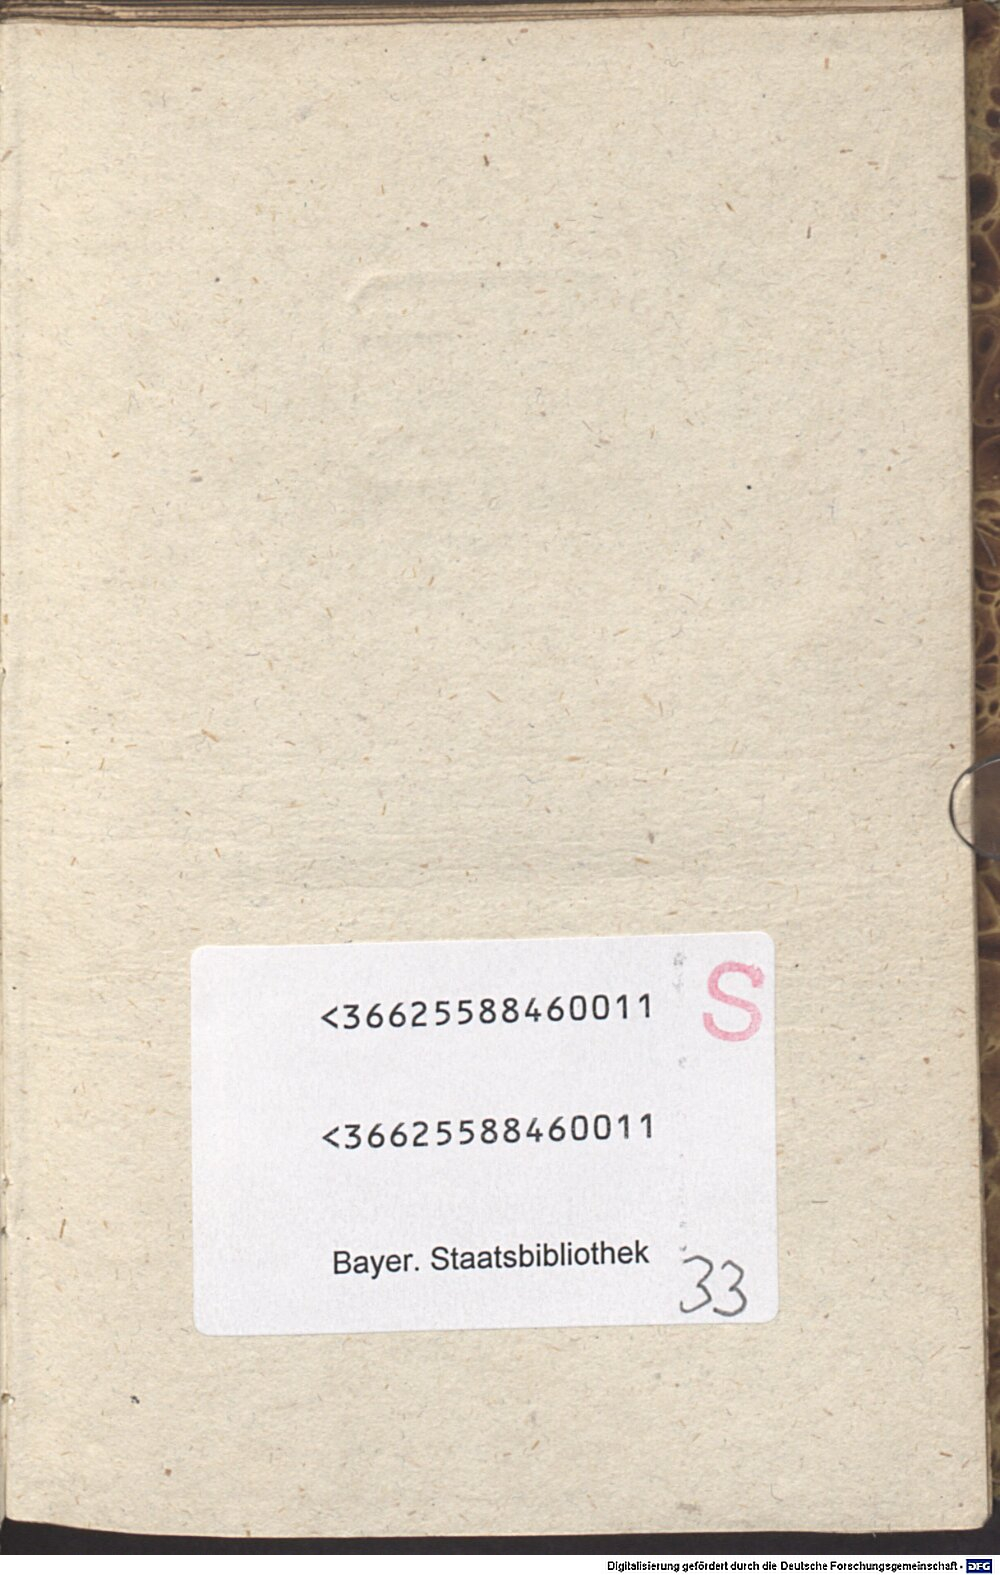 S
<36625588460011
<36625588460011
Bayer. Staatsbibliothek
33
Digitalisierung gefördert durch die Deutsche Forschungsgemeinschaft - DFG